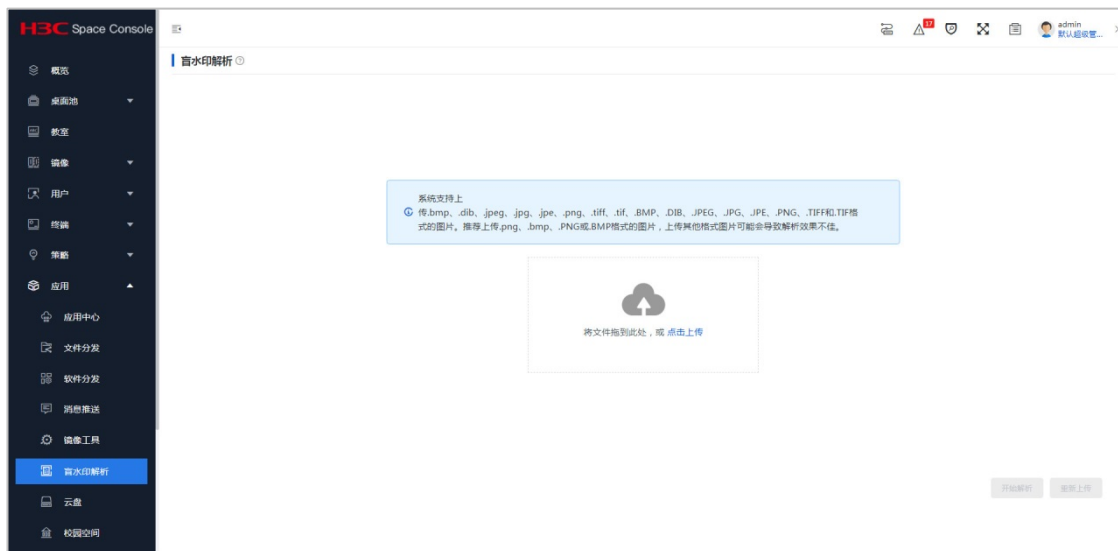 H3C Space Console
17
admin
默认超级管...
概览
桌面池
教室
镜像
用户
终端
策略
应用
应用中心
文件分发
软件分发
消息推送
镜像工具
盲水印解析
云盘
校园空间
盲水印解析
系统支持上
传.bmp、.dib、.jpeg、.jpg、.jpe、.png、.tiff、.tif、.BMP、.DIB、.JPEG、.JPG、.JPE、.PNG、.TIFF和.TIF格
式的图片。推荐上传.png、.bmp、.PNG或.BMP格式的图片，上传其他格式图片可能会导致解析效果不佳。
将文件拖到此处，或 点击上传
开始解析
重新上传